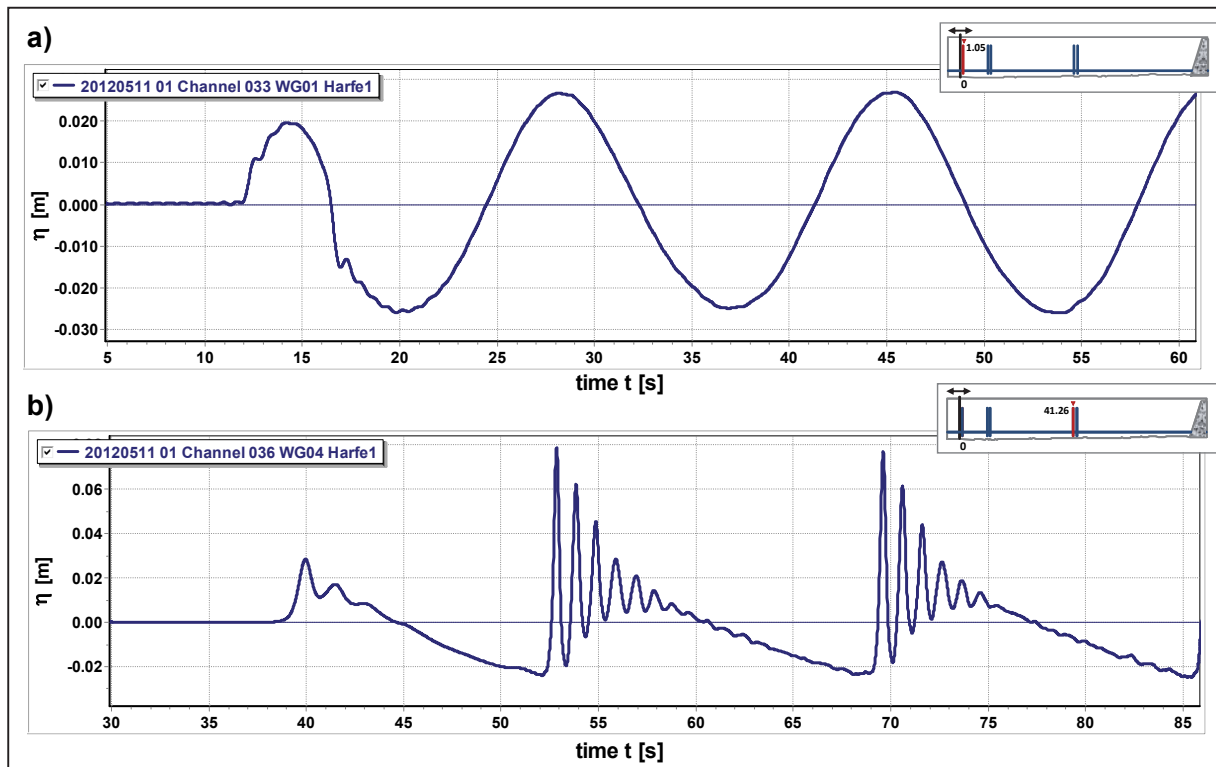 a)
1.05
0
20120511 01 Channel 033 WG01 Harfe1
0.020
0.010
0.000
-0.010
-0.020
-0.030
η [m]
5 10 15 20 25 30 35 40 45 50 55 60
time t [s]
b)
41.26
0
20120511 01 Channel 036 WG04 Harfe1
0.06
0.04
0.02
0.00
-0.02
η [m]
30 35 40 45 50 55 60 65 70 75 80 85
time t [s]